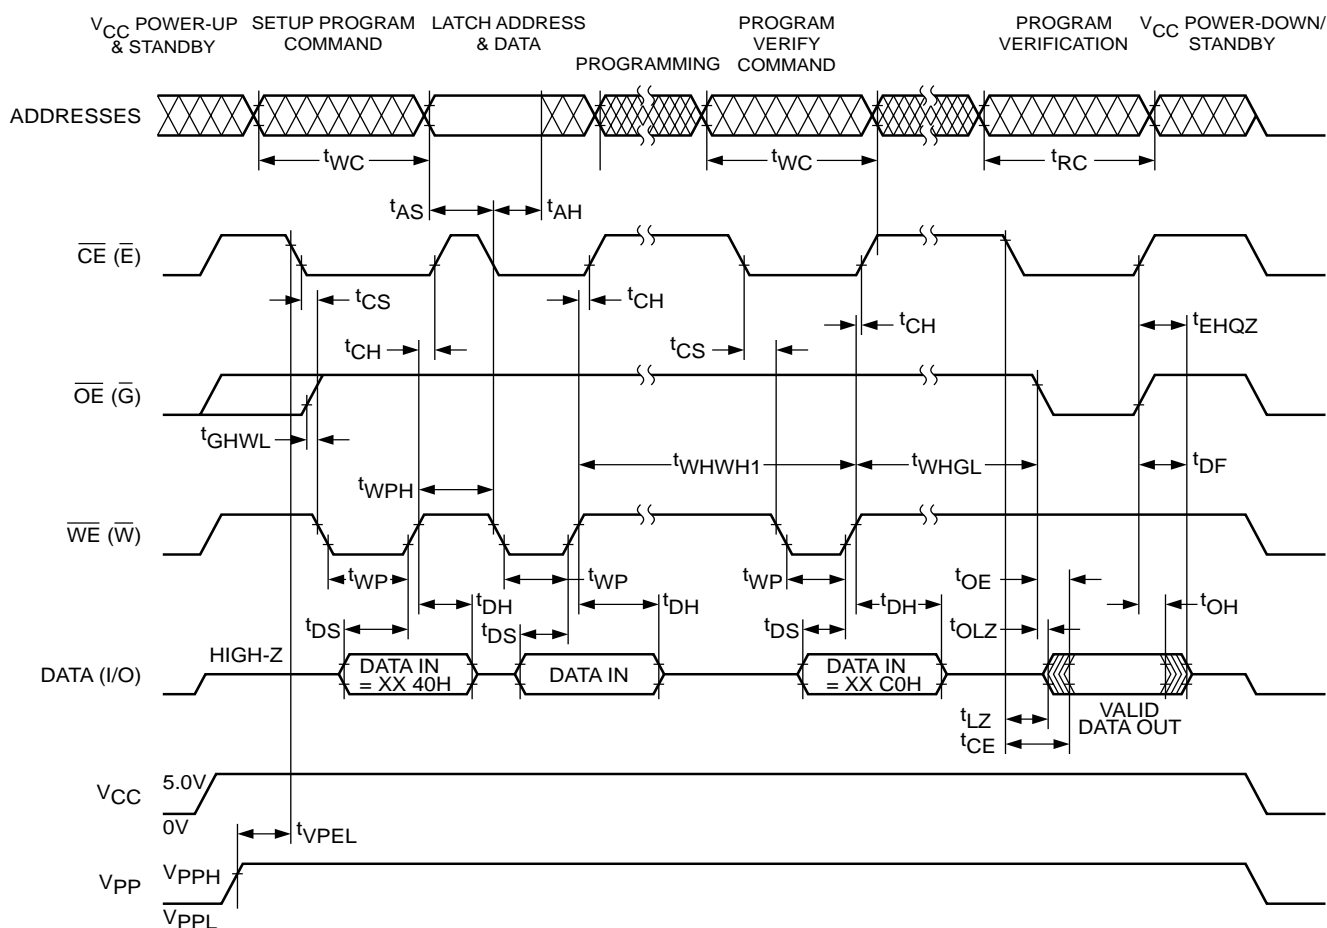 VCC POWER-UP & STANDBY
SETUP PROGRAM COMMAND
LATCH ADDRESS & DATA
PROGRAMMING
PROGRAM VERIFY COMMAND
PROGRAM VERIFICATION
VCC POWER-DOWN/ STANDBY
ADDRESSES
tWC
tWC
tRC
tAS
tAH
CE (E)
tCS
tCH
tCH
tCS
tCH
tEHQZ
OE (G)
tGHWL
tWPH
tWHWH1
tWHGL
tDF
WE (W)
tWP
tWP
tWP
tOE
tDH
tDH
tDH
tOH
tDS
tDS
tDS
tOLZ
DATA (I/O)
HIGH-Z
DATA IN = XX 40H
DATA IN
DATA IN = XX C0H
VALID DATA OUT
tLZ
tCE
VCC
5.0V
0V
tVPEL
VPP
VPPH
VPPL